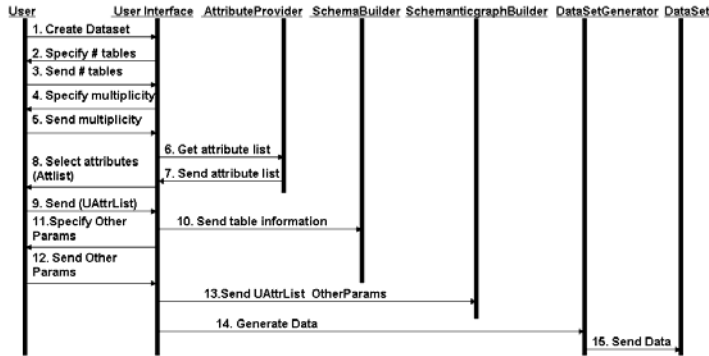 User
User Interface
AttributeProvider
SchemaBuilder
SchemanticgraphBuilder
DataSetGenerator
DataSet
1. Create Dataset
2. Specify # tables
3. Send # tables
4. Specify multiplicity
5. Send multiplicity
6. Get attribute list
7. Send attribute list
8. Select attributes
(Attlist)
9. Send (UAttrList)
10. Send table information
11.Specify Other
Params
12. Send Other
Params
13.Send UAttrList OtherParams
14. Generate Data
15. Send Data